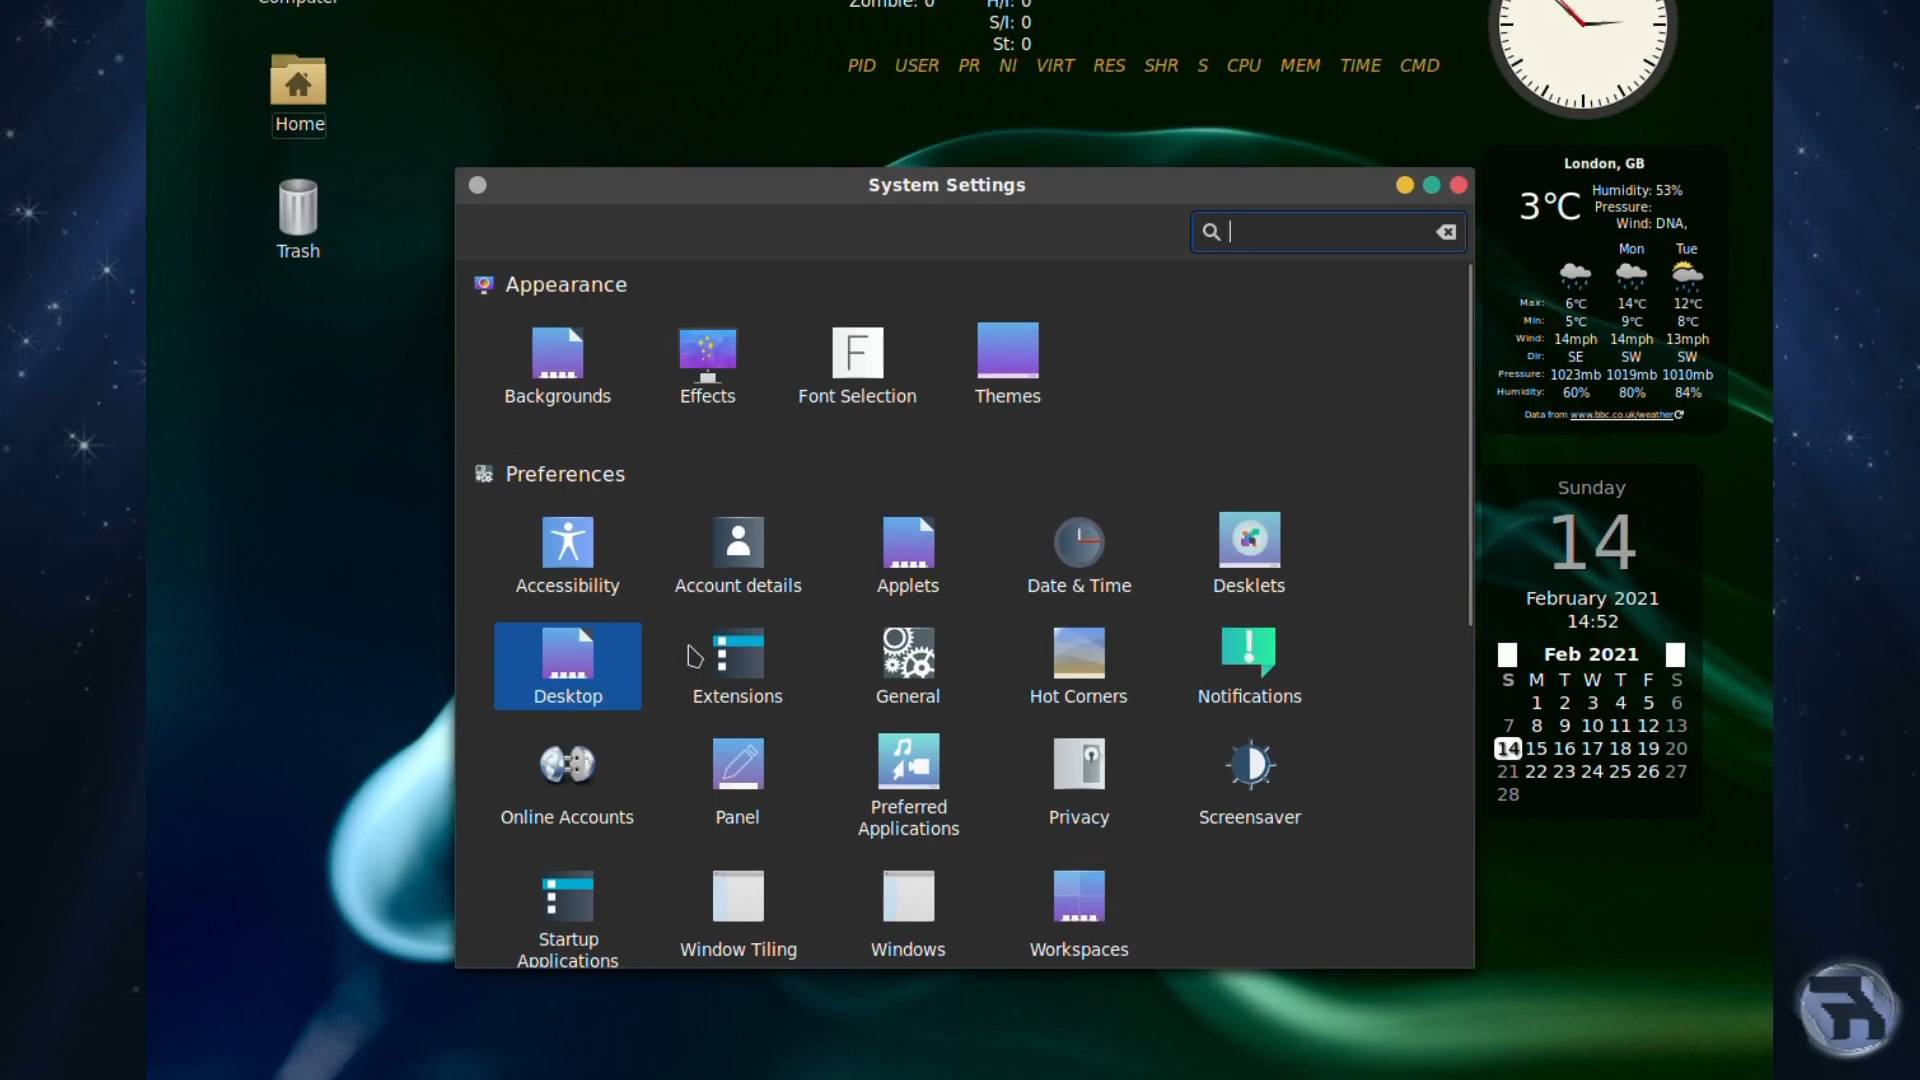 Computer
Home
Trash
Zombie: 0
H/I: 0
S/I: 0
St: 0
PID USER PR NI VIRT RES SHR S CPU MEM TIME CMD
System Settings
Appearance
Backgrounds
Effects
Font Selection
Themes
Preferences
Accessibility
Account details
Applets
Date & Time
Desklets
Desktop
Extensions
General
Hot Corners
Notifications
Online Accounts
Panel
Preferred
Applications
Privacy
Screensaver
Startup
Applications
Window Tiling
Windows
Workspaces
London, GB
3°C
Humidity: 53%
Pressure:
Wind: DNA,
Mon Tue
Max: 6°C 14°C 12°C
Min: 5°C 9°C 8°C
Wind: 14mph 14mph 13mph
Dir: SE SW SW
Pressure: 1023mb 1019mb 1010mb
Humidity: 60% 80% 84%
Data from www.bbc.co.uk/weather
Sunday
14
February 2021
14:52
Feb 2021
S M T W T F S
1 2 3 4 5 6
7 8 9 10 11 12 13
14 15 16 17 18 19 20
21 22 23 24 25 26 27
28